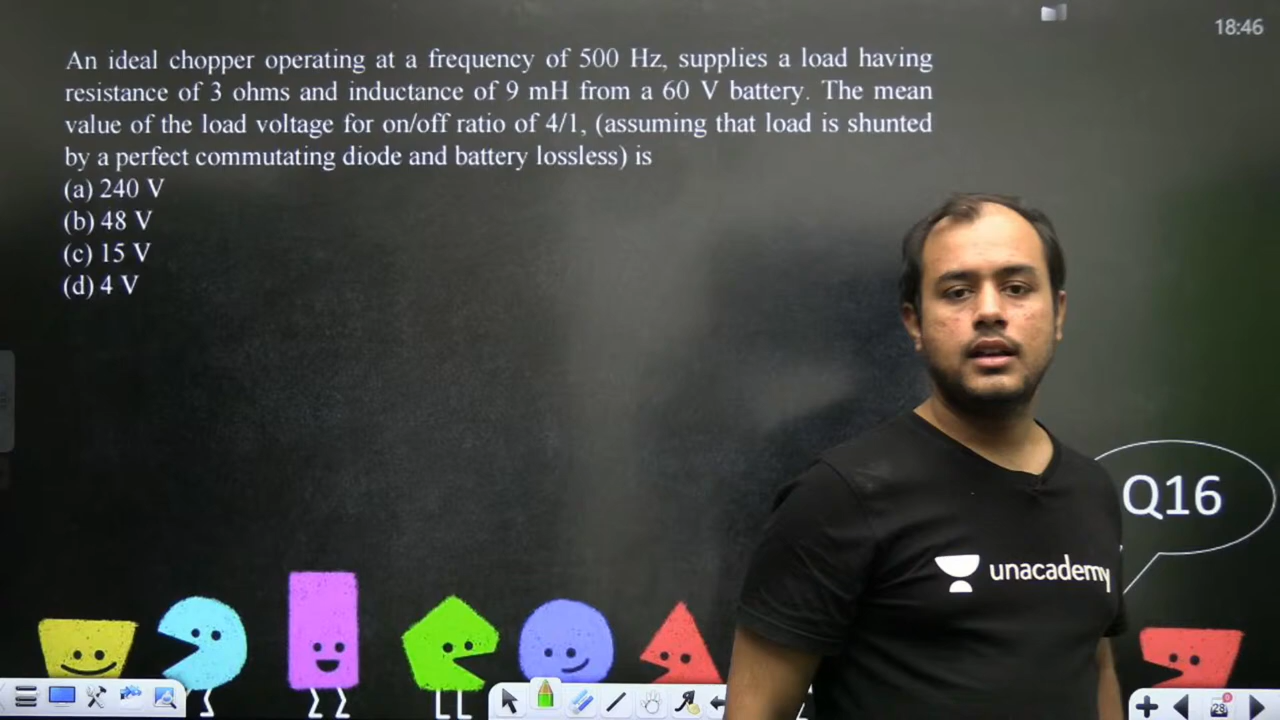 18:46
An ideal chopper operating at a frequency of 500 Hz, supplies a load having
resistance of 3 ohms and inductance of 9 mH from a 60 V battery. The mean
value of the load voltage for on/off ratio of 4/1, (assuming that load is shunted
by a perfect commutating diode and battery lossless) is
(a) 240 V
(b) 48 V
(c) 15 V
(d) 4 V
Q16
unacademy